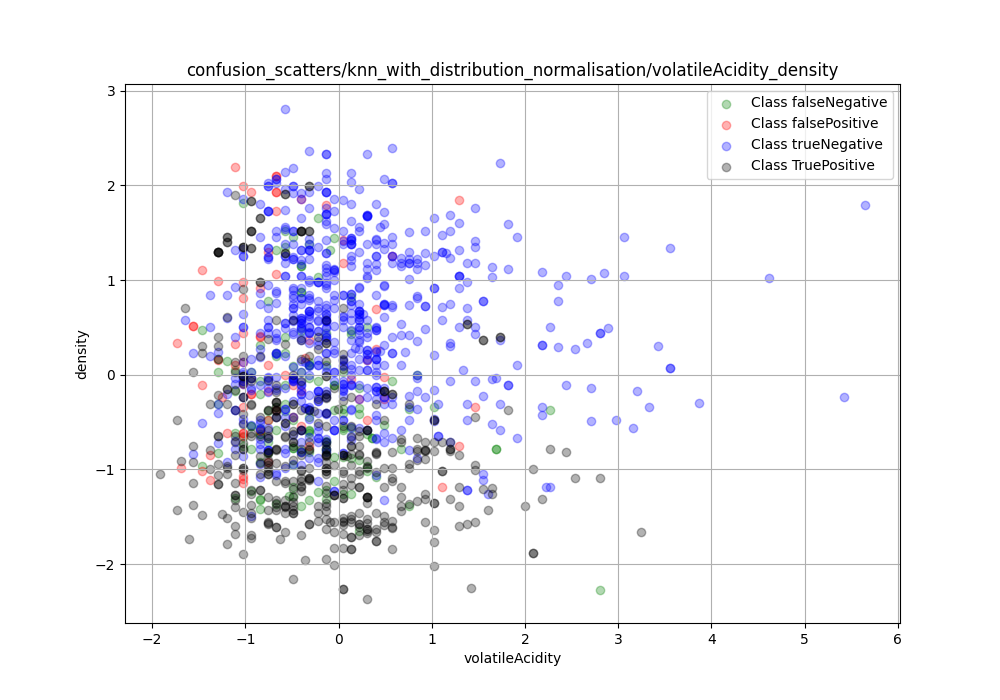 confusion_scatters/knn_with_distribution_normalisation/volatileAcidity_density
Class falseNegative
Class falsePositive
Class trueNegative
Class TruePositive
3
2
1
0
−1
−2
density
−2
−1
0
1
2
3
4
5
6
volatileAcidity